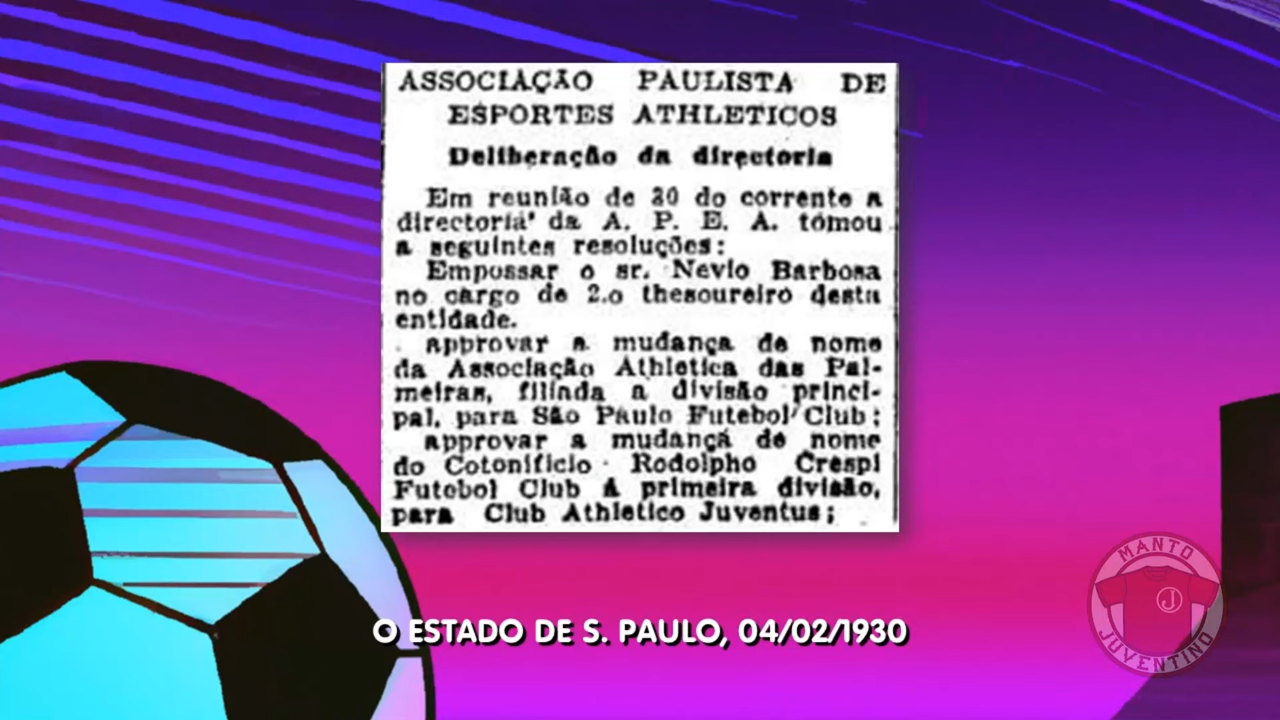 ASSOCIAÇÃO PAULISTA DE
ESPORTES ATHLETICOS
Deliberação da directoria
Em reunião de 20 do corrente a
directoria' da A. P. E. A. tomou
a seguintes resoluções:
Empossar o sr. Nevio Barbosa
no cargo de 2.o thesoureiro desta
entidade.
approvar a mudança de nome
da Associação Athletica das Pal-
meiras, filiada a divisão princi-
pal, para São Paulo Futebol Club;
approvar a mudança de nome
do Cotonificio Rodolpho Crespi
Futebol Club á primeira divisão,
para Club Athletico Juventus;
O ESTADO DE S. PAULO, 04/02/1930
MANTO
J
JUVENTINO